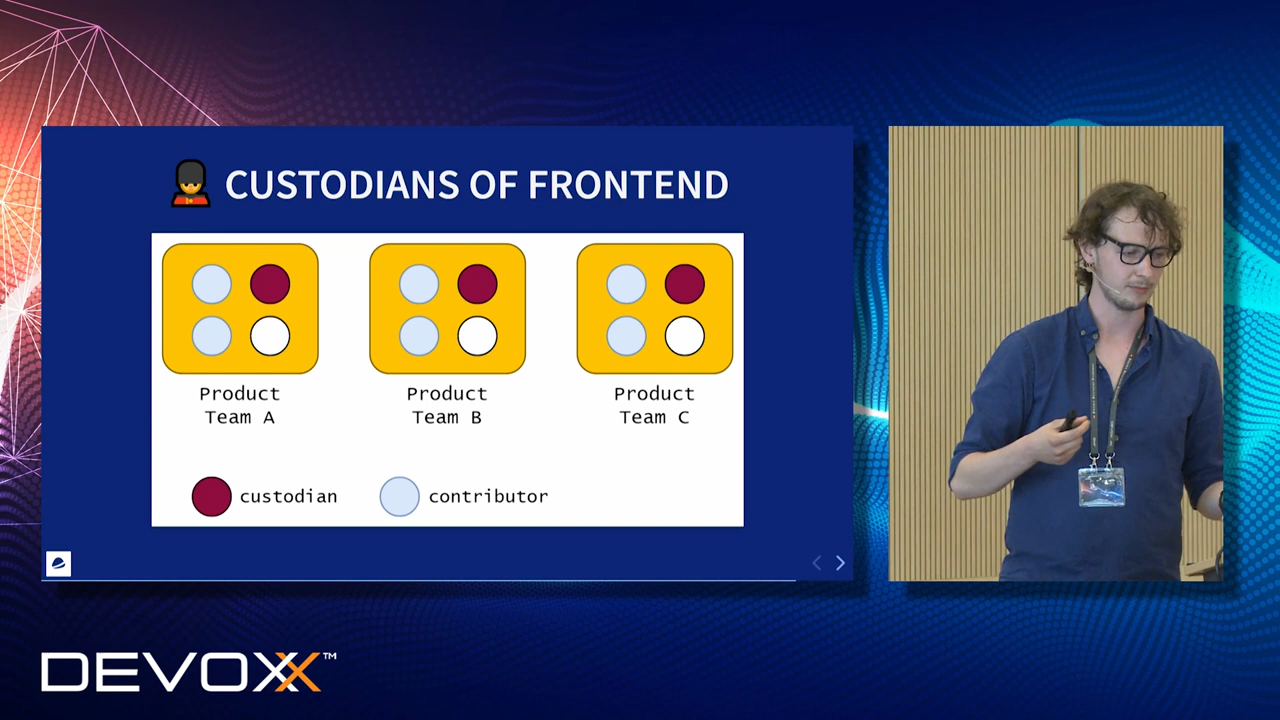 CUSTODIANS OF FRONTEND
Product
Team A
Product
Team B
Product
Team C
custodian
contributor
DEVOXX™